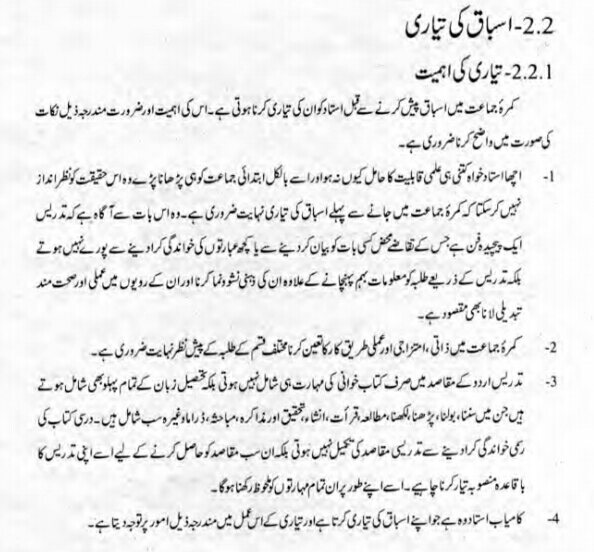 2.2- اسباق کی تیاری
2.2.1- تیاری کی اہمیت
کمرۂ جماعت میں اسباق پیش کرنے سے قبل استاد کو ان کی تیاری کرنا ہوتی ہے۔ اس کی اہمیت اور ضرورت مندرجہ ذیل نکات
کی صورت میں واضح کرنا ضروری ہے۔
1- اچھا استاد خواہ کتنی ہی علمی قابلیت کا حامل کیوں نہ ہو اور اسے بالکل ابتدائی جماعت کو ہی پڑھانا پڑے وہ اس حقیقت کو نظر انداز
نہیں کر سکتا کہ کمرۂ جماعت میں جانے سے پہلے اسباق کی تیاری نہایت ضروری ہے۔ وہ اس بات سے آگاہ ہے کہ تدریس
ایک پیچیدہ فن ہے جس کے تقاضے محض کسی بات کو بیان کر دینے سے یا کچھ عبارتوں کی خواندگی کرا دینے سے پورے نہیں ہوتے
بلکہ تدریس کے ذریعے طلبہ کو معلومات بہم پہنچانے کے علاوہ ان کی ذہنی نشوونما کرنا اور ان کے رویوں میں عملی اور صحت مند
تبدیلی لانا بھی مقصود ہے۔
2- کمرۂ جماعت میں ذاتی، امتزاجی اور عملی طریق کار کا تعین کرنا مختلف قسم کے طلبہ کے پیش نظر نہایت ضروری ہے۔
3- تدریس اردو کے مقاصد میں صرف کتاب خوانی کی مہارت ہی شامل نہیں ہوتی بلکہ تحصیل زبان کے تمام پہلو بھی شامل ہوتے
ہیں جن میں سننا، بولنا، پڑھنا، لکھنا، مطالعہ، قرأت، انشاء، تحقیق اور مذاکرہ، مباحثہ، ڈراما وغیرہ سب شامل ہیں۔ درسی کتاب کی
رسمی خواندگی کرا دینے سے تدریسی مقاصد کی تکمیل نہیں ہوتی بلکہ ان سب مقاصد کو حاصل کرنے کے لیے اسے اپنی تدریس کا
باقاعدہ منصوبہ تیار کرنا چاہیے۔ اسے اپنے طور پر ان تمام مہارتوں کو ملحوظ رکھنا ہوگا۔
4- کامیاب استاد وہ ہے جو اپنے اسباق کی تیاری کرتا ہے اور تیاری کے اس عمل میں مندرجہ ذیل امور پر توجہ دیتا ہے۔